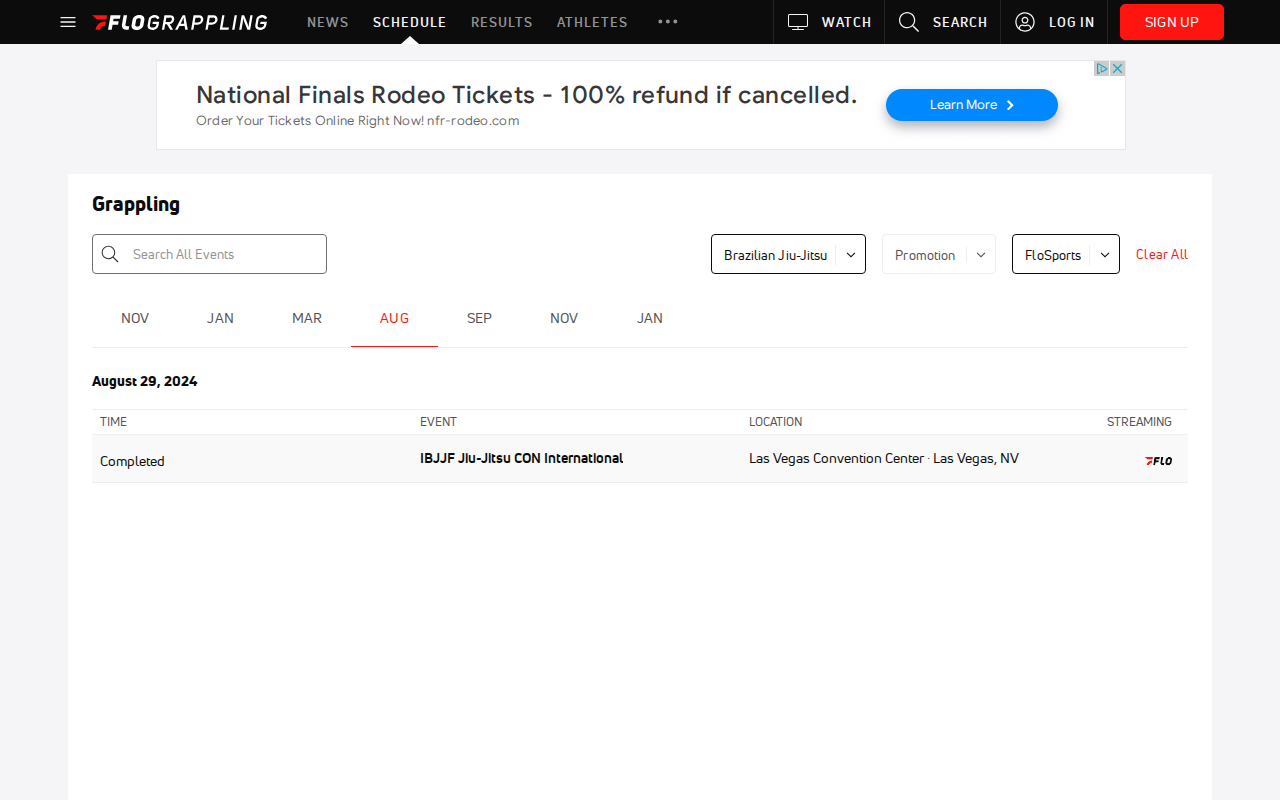 FLOGRAPPLING NEWS SCHEDULE RESULTS ATHLETES WATCH SEARCH LOG IN SIGN UP
National Finals Rodeo Tickets - 100% refund if cancelled.
Order Your Tickets Online Right Now! nfr-rodeo.com
Learn More
Grappling
Search All Events Brazilian Jiu-Jitsu Promotion FloSports Clear All
NOV JAN MAR AUG SEP NOV JAN
August 29, 2024
TIME EVENT LOCATION STREAMING
Completed IBJJF Jiu-Jitsu CON International Las Vegas Convention Center · Las Vegas, NV FLO